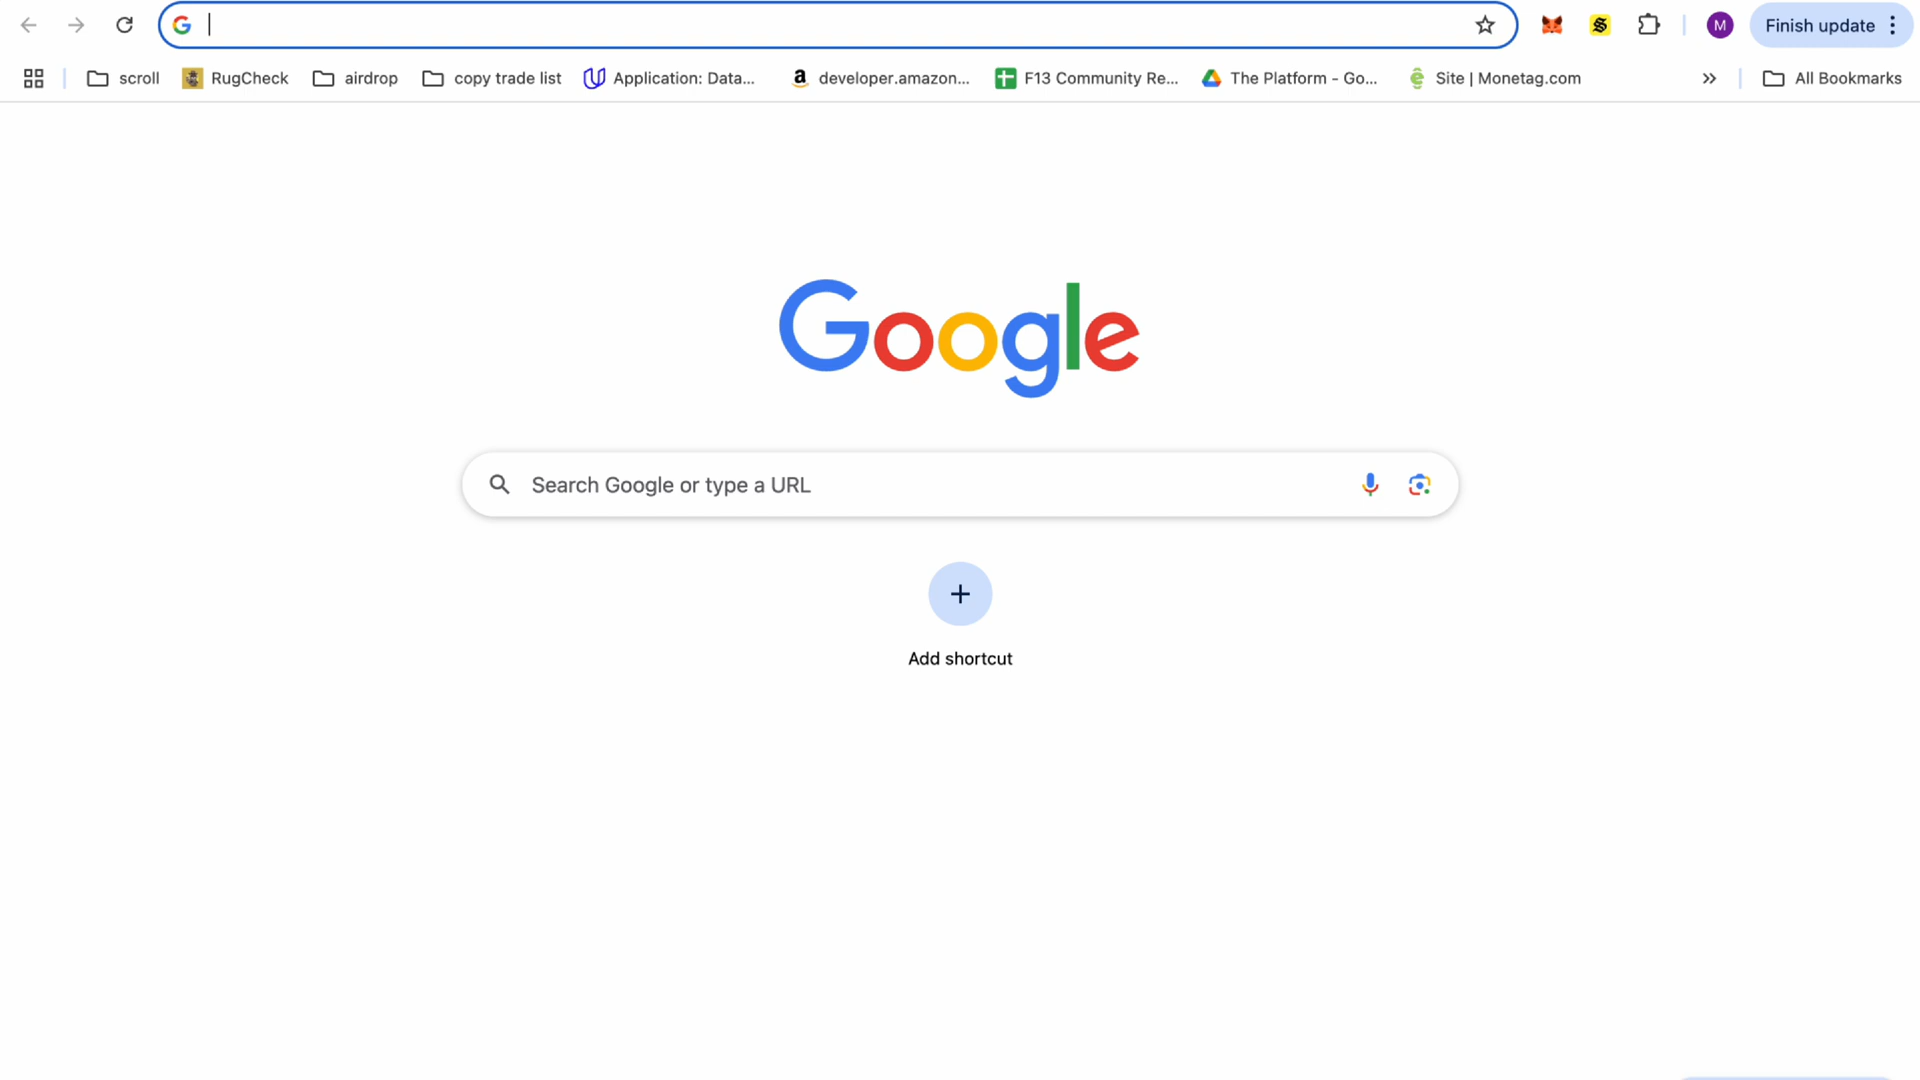 M
Finish update
scroll
RugCheck
airdrop
copy trade list
Application: Data...
a
developer.amazon...
F13 Community Re...
The Platform - Go...
Site | Monetag.com
All Bookmarks
Google
Search Google or type a URL
Add shortcut